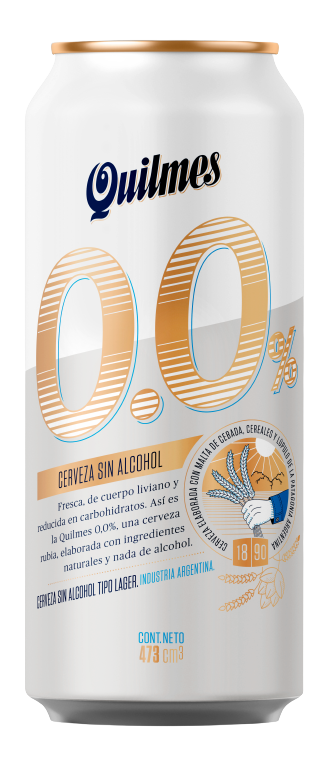 Quilmes
0.0%
CERVEZA SIN ALCOHOL
Fresca, de cuerpo liviano y
reducida en carbohidratos. Así es
la Quilmes 0,0%, una cerveza
rubia, elaborada con ingredientes
naturales y nada de alcohol.
CERVEZA SIN ALCOHOL TIPO LAGER. INDUSTRIA ARGENTINA.
CERVEZA ELABORADA CON MALTA DE CEBADA, CEREALES Y LÚPULO DE LA PATAGONIA ARGENTINA
18 90
CONT.NETO
473 cm3